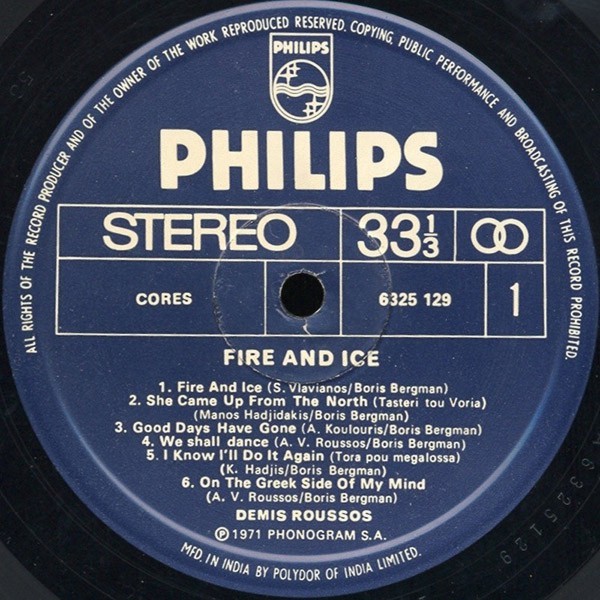 ALL RIGHTS OF THE RECORD PRODUCER AND OF THE OWNER OF THE WORK REPRODUCED RESERVED. COPYING, PUBLIC PERFORMANCE AND BROADCASTING OF THIS RECORD PROHIBITED.
PHILIPS
PHILIPS
STEREO 33⅓
CORES 6325 129 1
FIRE AND ICE
1. Fire And Ice (S. Vlavianos/Boris Bergman)
2. She Came Up From The North (Tasteri tou Voria)
(Manos Hadjidakis/Boris Bergman)
3. Good Days Have Gone (A. Koulouris/Boris Bergman)
4. We shall dance (A. V. Roussos/Boris Bergman)
5. I Know I'll Do It Again (Tora pou megalossa)
(K. Hadjis/Boris Bergman)
6. On The Greek Side Of My Mind
(A. V. Roussos/Boris Bergman)
DEMIS ROUSSOS
Ⓟ 1971 PHONOGRAM S.A.
MFD. IN INDIA BY POLYDOR OF INDIA LIMITED.
6325129